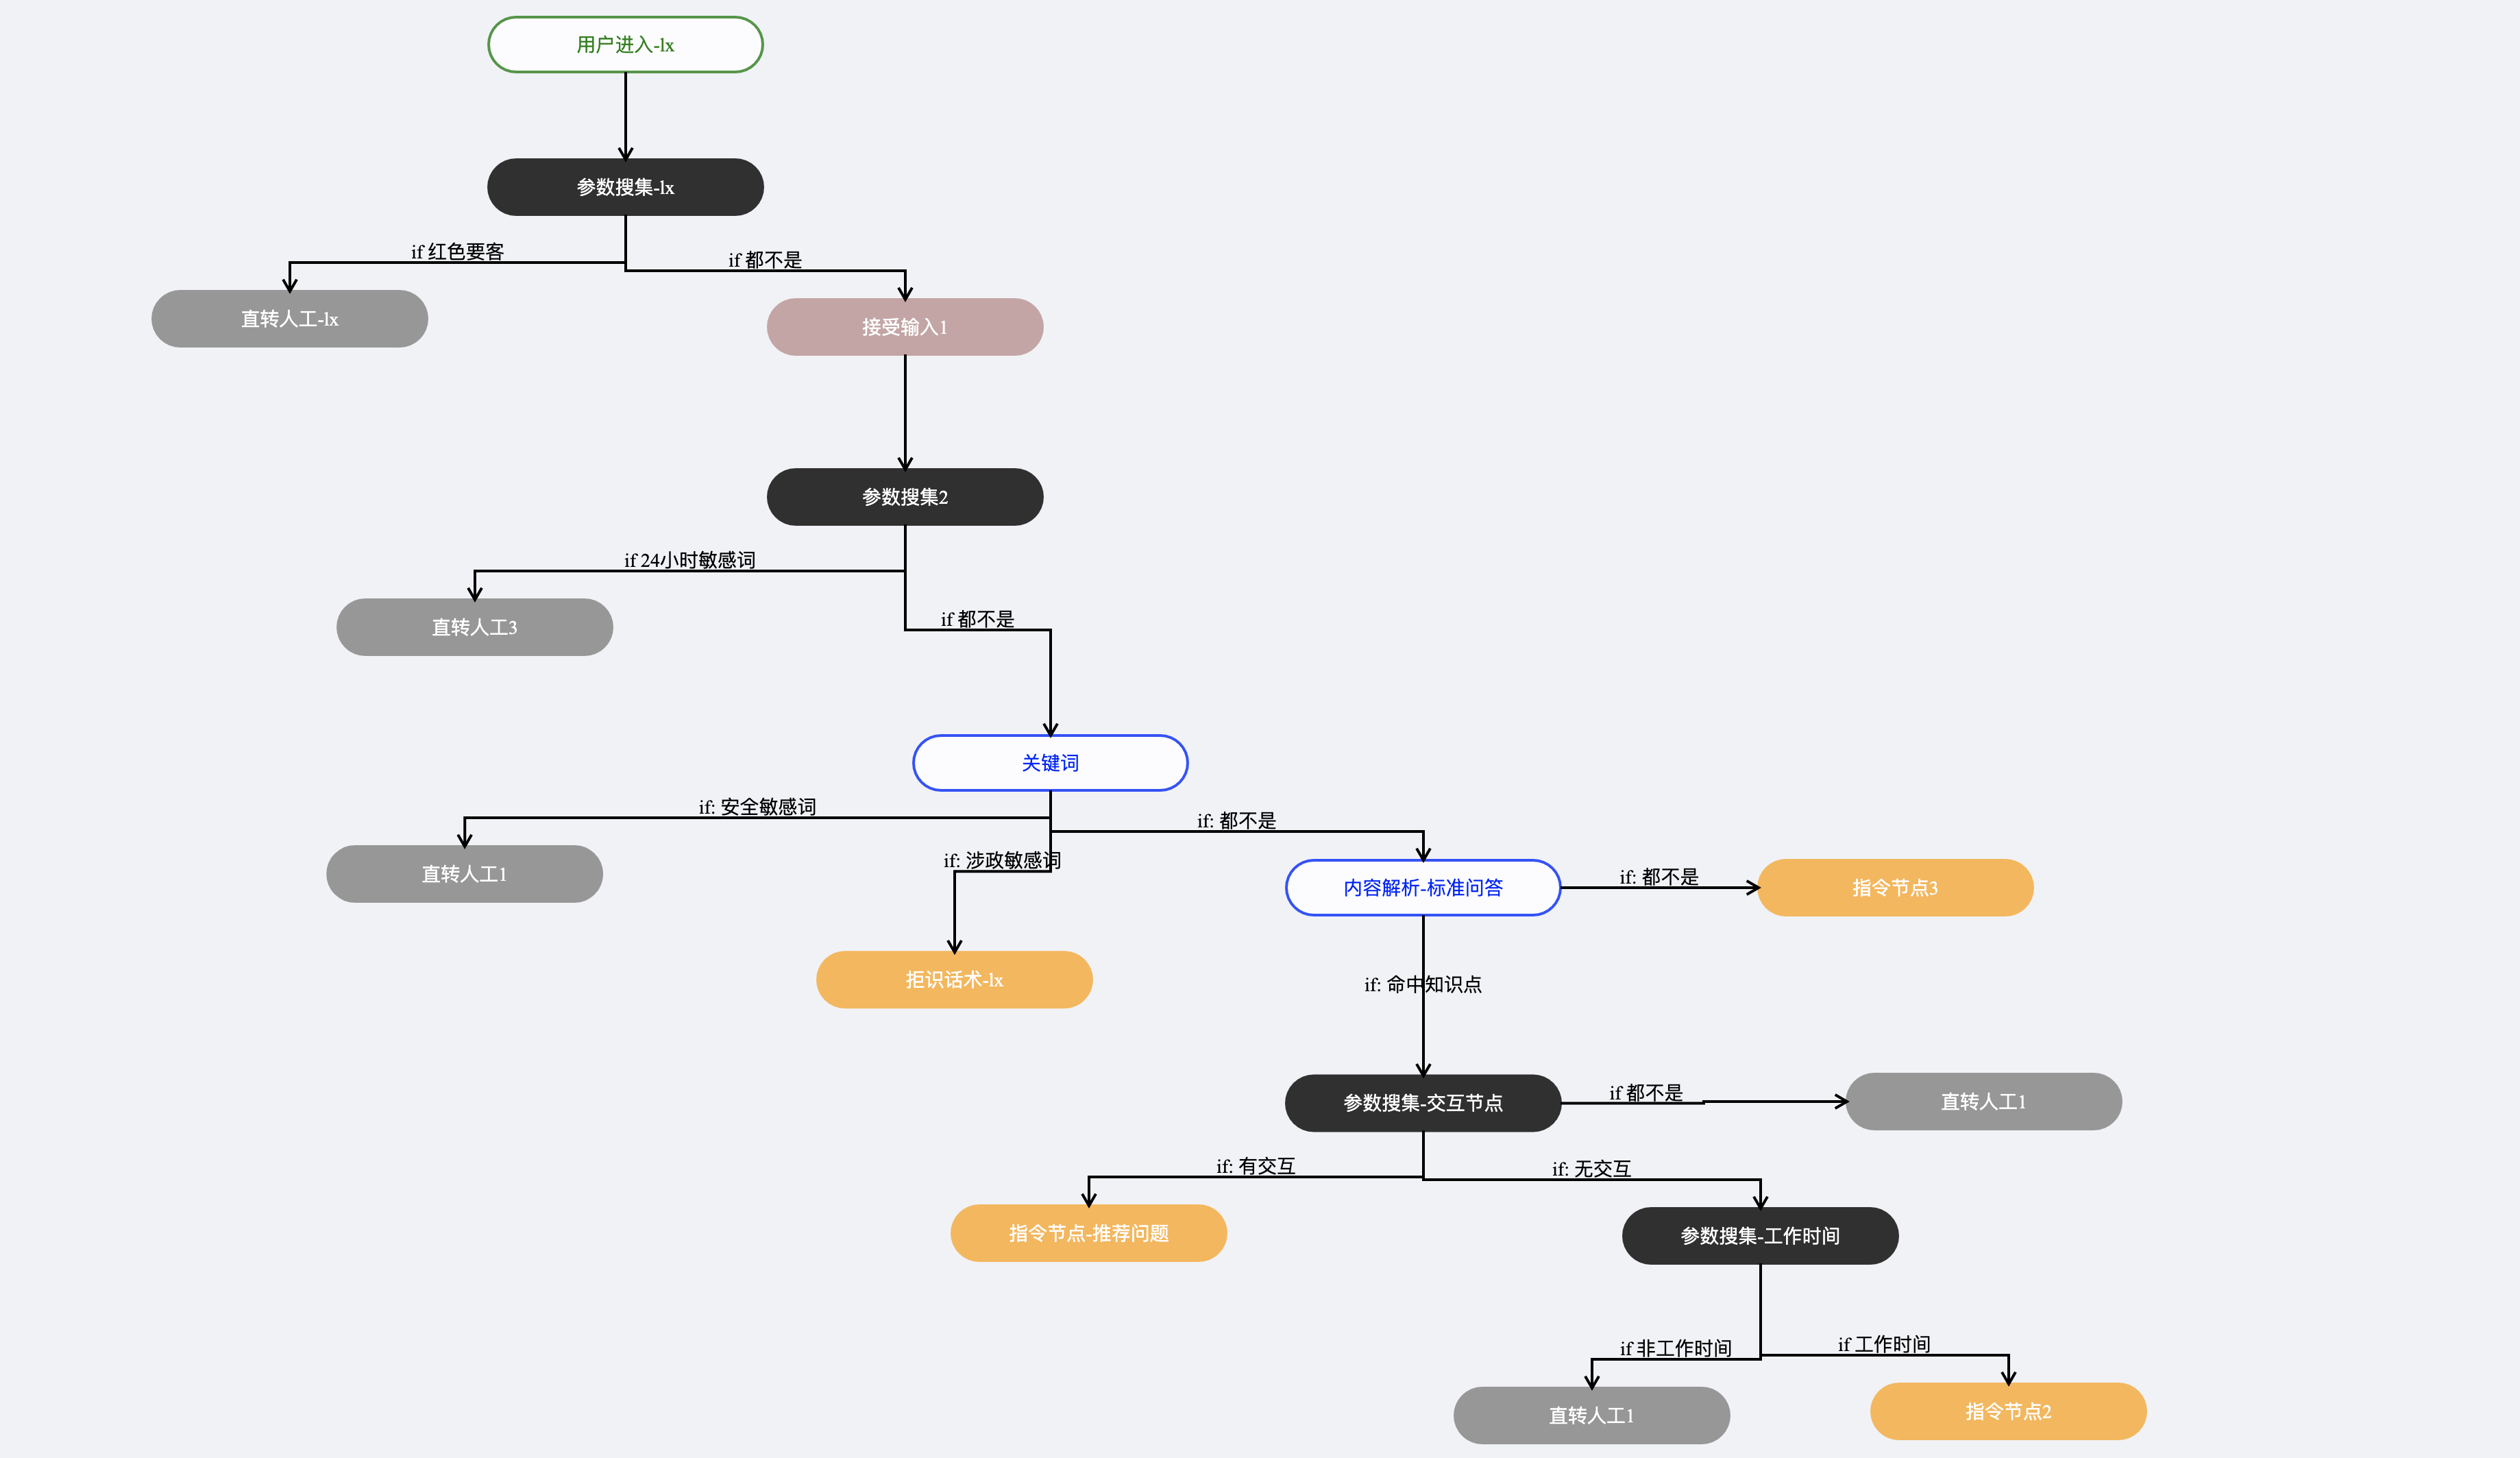 用户进入-lx
参数搜集-lx
if 红色要客
if 都不是
直转人工-lx
接受输入1
参数搜集2
if 24小时敏感词
直转人工3
if 都不是
关键词
if: 安全敏感词
if: 都不是
直转人工1
if: 涉政敏感词
内容解析-标准问答
if: 都不是
指令节点3
拒识话术-lx
if: 命中知识点
参数搜集-交互节点
if 都不是
直转人工1
if: 有交互
if: 无交互
指令节点-推荐问题
参数搜集-工作时间
if 非工作时间
if 工作时间
直转人工1
指令节点2